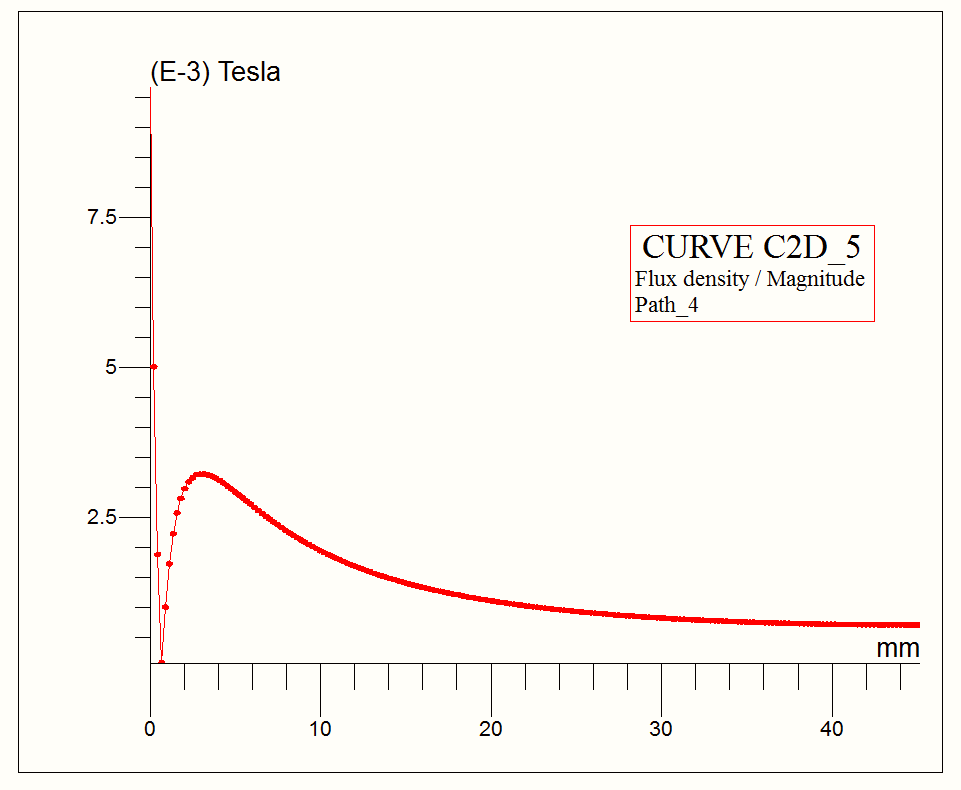 (E-3) Tesla
7.5
5
2.5
CURVE C2D_5
Flux density / Magnitude
Path_4
mm
0 10 20 30 40